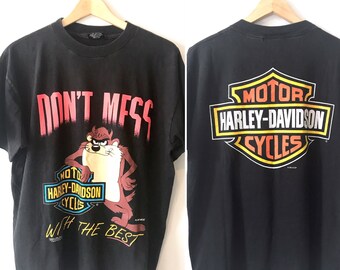 DON'T MESS
MOTOR
HARLEY-DAVIDSON
CYCLES
WITH THE BEST
MOTOR
HARLEY-DAVIDSON
CYCLES